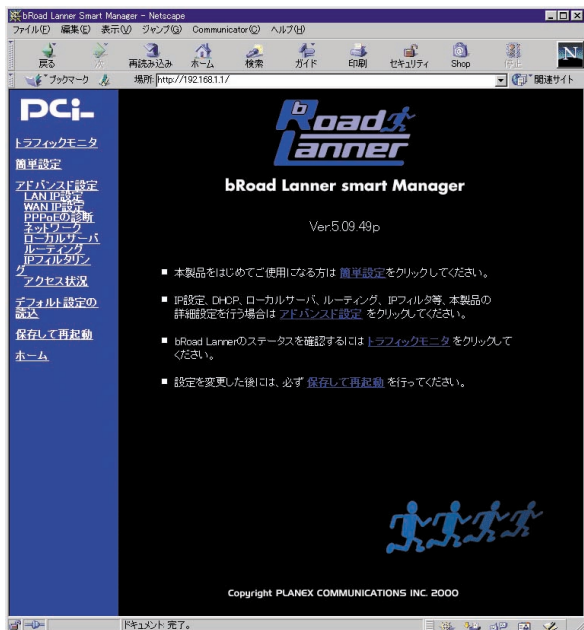 bRoad Lanner Smart Manager - Netscape
ファイル(F) 編集(E) 表示(V) ジャンプ(G) Communicator(C) ヘルプ(H)
戻る 再読み込み ホーム 検索 ガイド 印刷 セキュリティ Shop 停止
ブックマーク 場所: http://192.168.1.1/ 関連サイト
N
PCi
トラフィックモニタ
簡単設定
アドバンスド設定
LAN IP設定
WAN IP設定
PPPoEの診断
ネットワーク
ローカルサーバ
ルーティング
IPフィルタリン
グ
アクセス状況
デフォルト設定の
読込
保存して再起動
ホーム
bRoad
Lanner
bRoad Lanner smart Manager
Ver.5.09.49p
■ 本製品をはじめてご使用になる方は 簡単設定をクリックしてください。
■ IP設定、DHCP、ローカルサーバ、ルーティング、IPフィルタ等、本製品の
詳細設定を行う場合は アドバンスド設定 をクリックしてください。
■ bRoad Lannerのステータスを確認するには トラフィックモニタ をクリックして
ください。
■ 設定を変更した後には、必ず 保存して再起動 を行ってください。
Copyright PLANEX COMMUNICATIONS INC. 2000
ドキュメント: 完了。